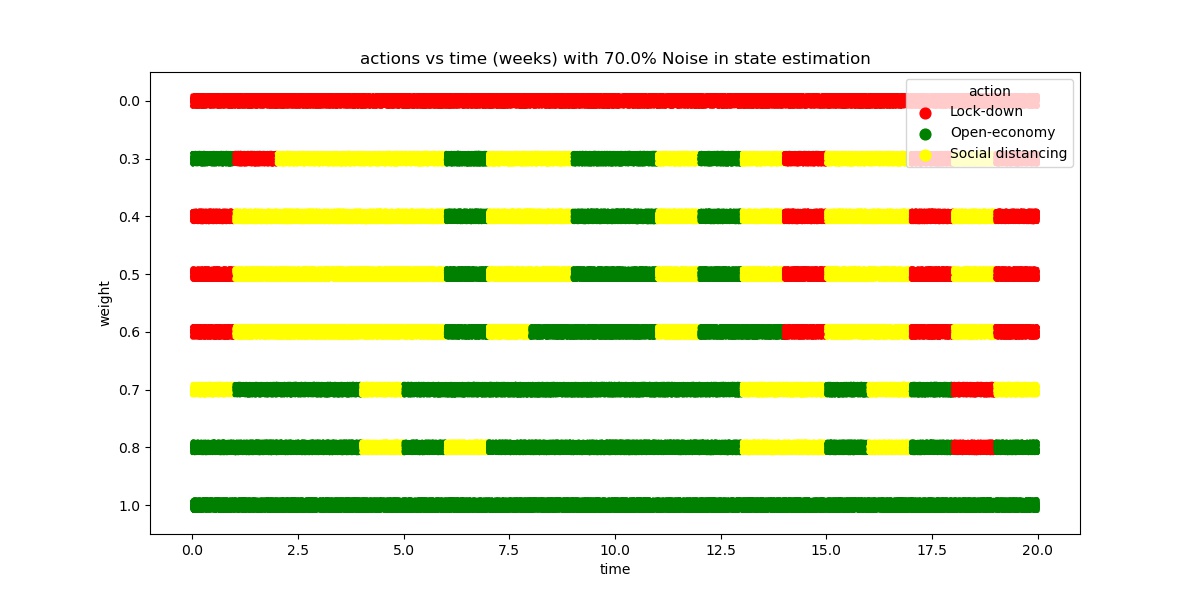 actions vs time (weeks) with 70.0% Noise in state estimation
action
Lock-down
Open-economy
Social distancing
weight
0.0
0.3
0.4
0.5
0.6
0.7
0.8
1.0
0.0 2.5 5.0 7.5 10.0 12.5 15.0 17.5 20.0
time